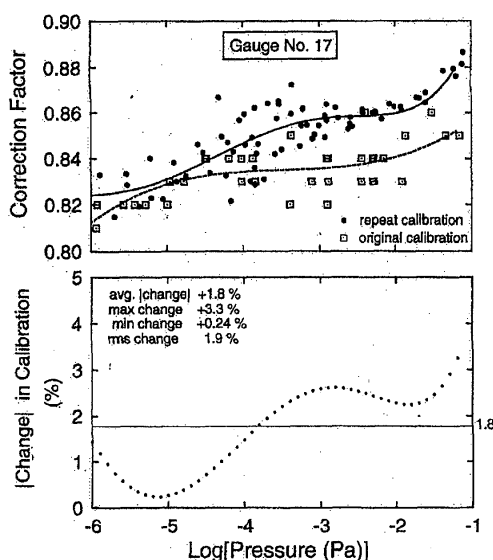 Gauge No. 17
Correction Factor
0.90
0.88
0.86
0.84
0.82
0.80
repeat calibration
original calibration
|Change| in Calibration
(%)
5
4
3
2
1
0
avg. |change| +1.8 %
max change +3.3 %
min change +0.24 %
rms change 1.9 %
1.8
-6 -5 -4 -3 -2 -1
Log[Pressure (Pa)]